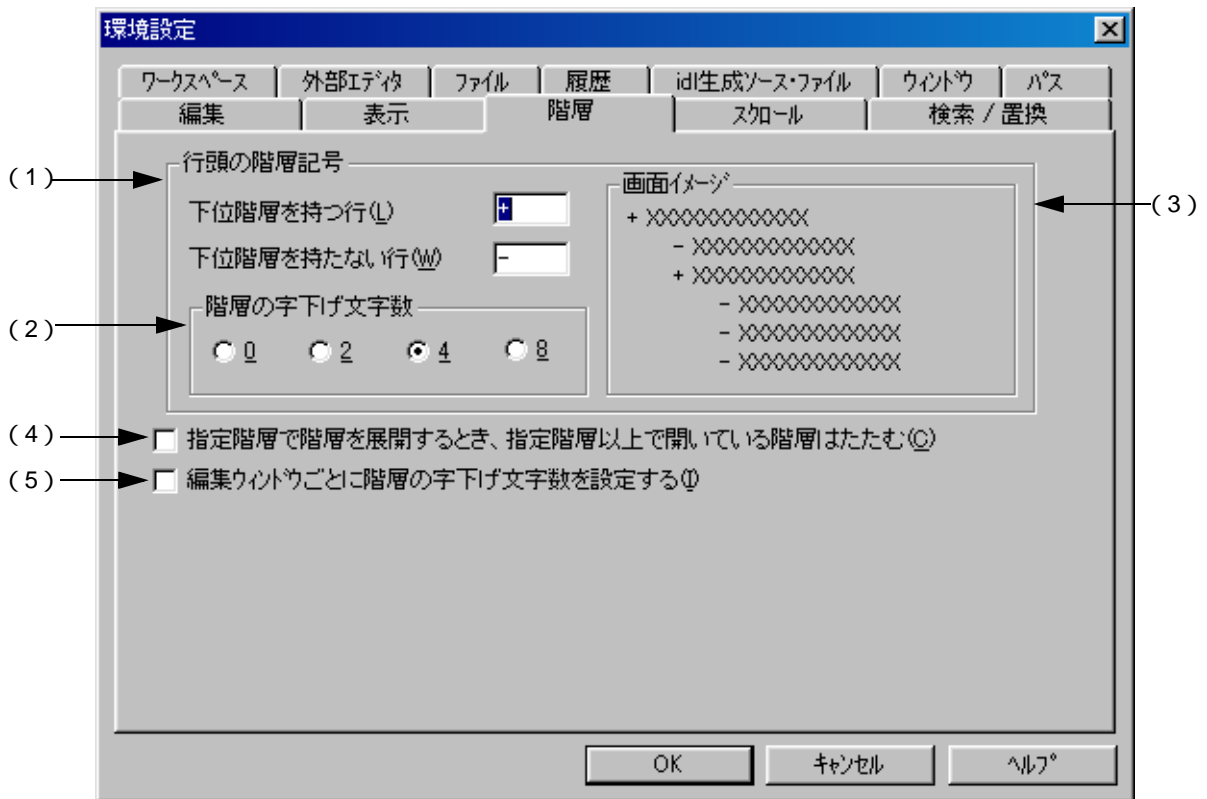 環境設定
ワークスペース 外部エディタ ファイル 履歴 idl生成ソース・ファイル ウィンドウ パス
編集 表示 階層 スクロール 検索 / 置換
(1)
行頭の階層記号
下位階層を持つ行(L) +
下位階層を持たない行(W) -
(2)
階層の字下げ文字数
0 2 4 8
画面イメージ
(3)
+ XXXXXXXXXXXX
- XXXXXXXXXXXX
+ XXXXXXXXXXXX
- XXXXXXXXXXXX
- XXXXXXXXXXXX
- XXXXXXXXXXXX
(4) 指定階層で階層を展開するとき、指定階層以上で開いている階層はたたむ(C)
(5) 編集ウィンドウごとに階層の字下げ文字数を設定する(I)
OK キャンセル ヘルプ